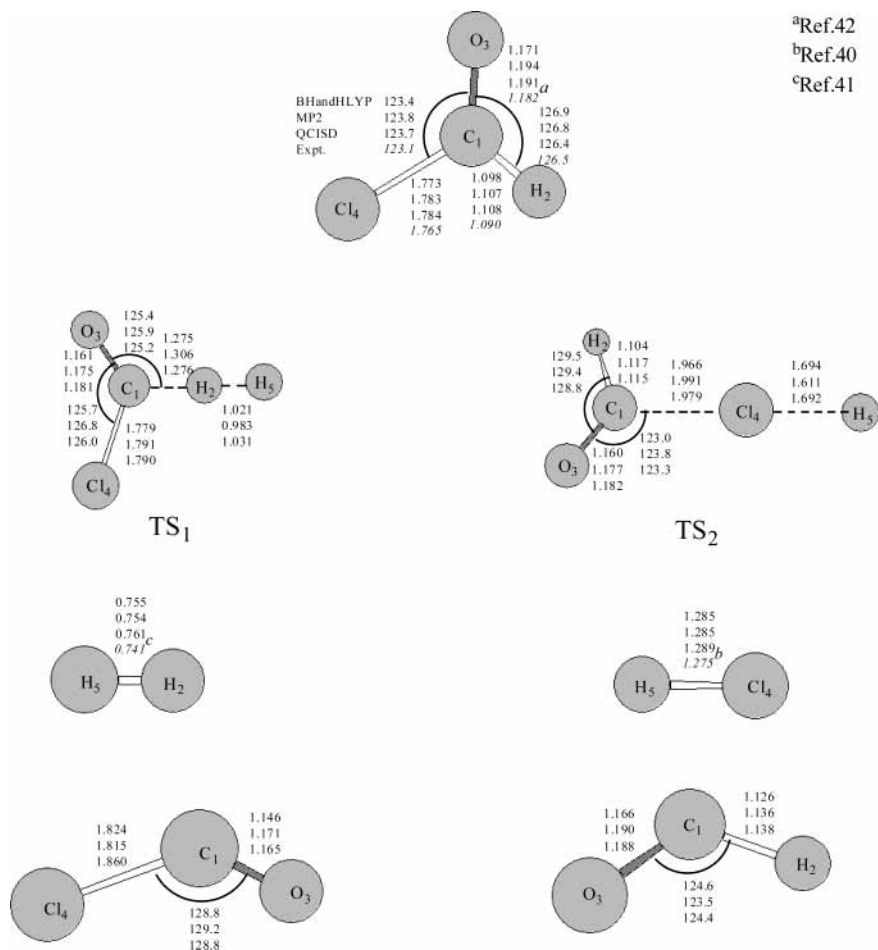 aRef.42
bRef.40
cRef.41
O3
1.171
1.194
1.191
1.182a
BHandHLYP 123.4
MP2 123.8
QCISD 123.7
Expt. 123.1
C1
126.9
126.8
126.4
126.5
Cl4
1.773
1.783
1.784
1.765
1.098
1.107
1.108
1.090
H2
O3
125.4
125.9
125.2
1.275
1.306
1.276
1.161
1.175
1.181
C1
H2
H5
1.021
0.983
1.031
125.7
126.8
126.0
1.779
1.791
1.790
Cl4
TS1
H2
1.104
1.117
1.115
129.5
129.4
128.8
1.966
1.991
1.979
1.694
1.611
1.692
C1
Cl4
H5
123.0
123.8
123.3
1.160
1.177
1.182
O3
TS2
0.755
0.754
0.761
0.741c
H5
H2
1.285
1.285
1.289
1.275b
H5
Cl4
1.824
1.815
1.860
C1
1.146
1.171
1.165
Cl4
O3
128.8
129.2
128.8
1.166
1.190
1.188
C1
1.126
1.136
1.138
O3
H2
124.6
123.5
124.4